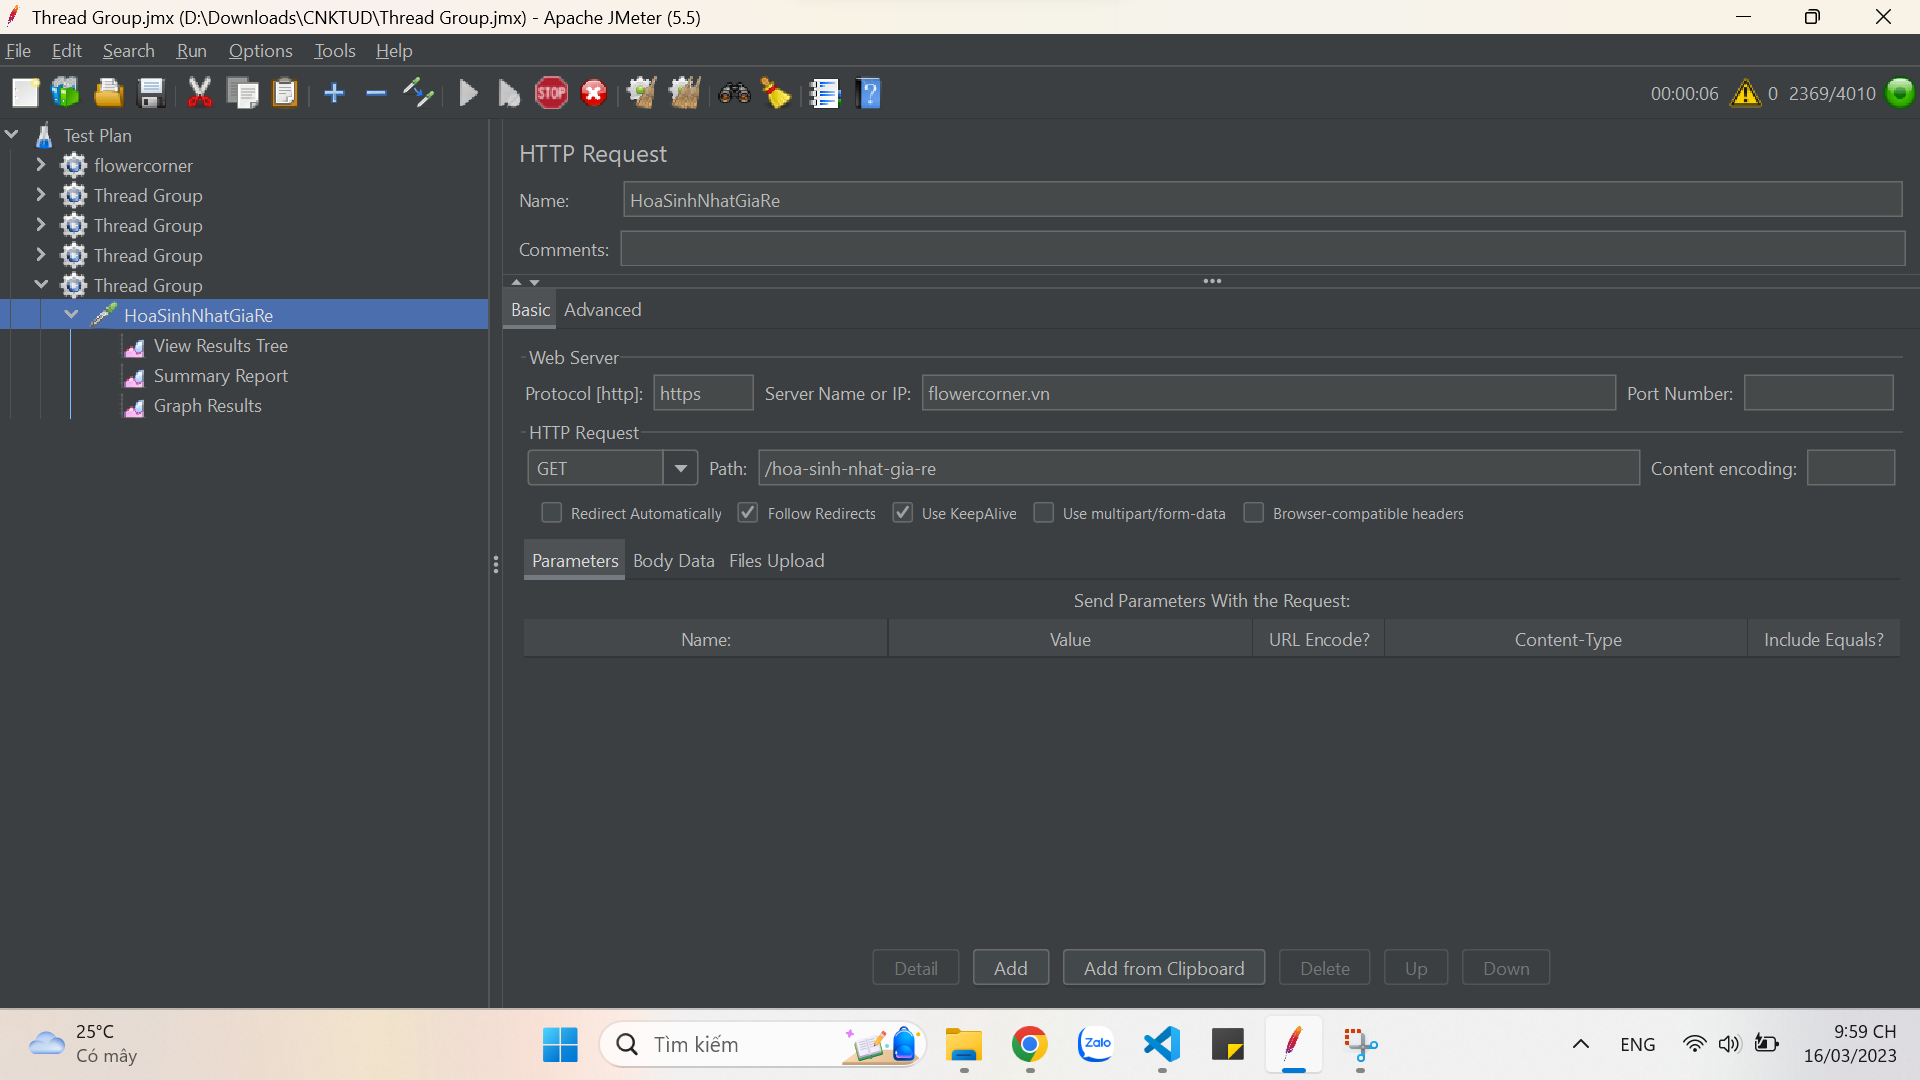 Thread Group.jmx (D:\Downloads\CNKTUD\Thread Group.jmx) - Apache JMeter (5.5)
File Edit Search Run Options Tools Help
STOP
00:00:06 0 2369/4010
Test Plan
flowercorner
Thread Group
Thread Group
Thread Group
Thread Group
HoaSinhNhatGiaRe
View Results Tree
Summary Report
Graph Results
HTTP Request
Name: HoaSinhNhatGiaRe
Comments:
Basic Advanced
Web Server
Protocol [http]: https Server Name or IP: flowercorner.vn Port Number:
HTTP Request
GET Path: /hoa-sinh-nhat-gia-re Content encoding:
Redirect Automatically Follow Redirects Use KeepAlive Use multipart/form-data Browser-compatible headers
Parameters Body Data Files Upload
Send Parameters With the Request:
Name: Value URL Encode? Content-Type Include Equals?
Detail Add Add from Clipboard Delete Up Down
25°C
Có mây
Tìm kiếm
Zalo
ENG
9:59 CH
16/03/2023